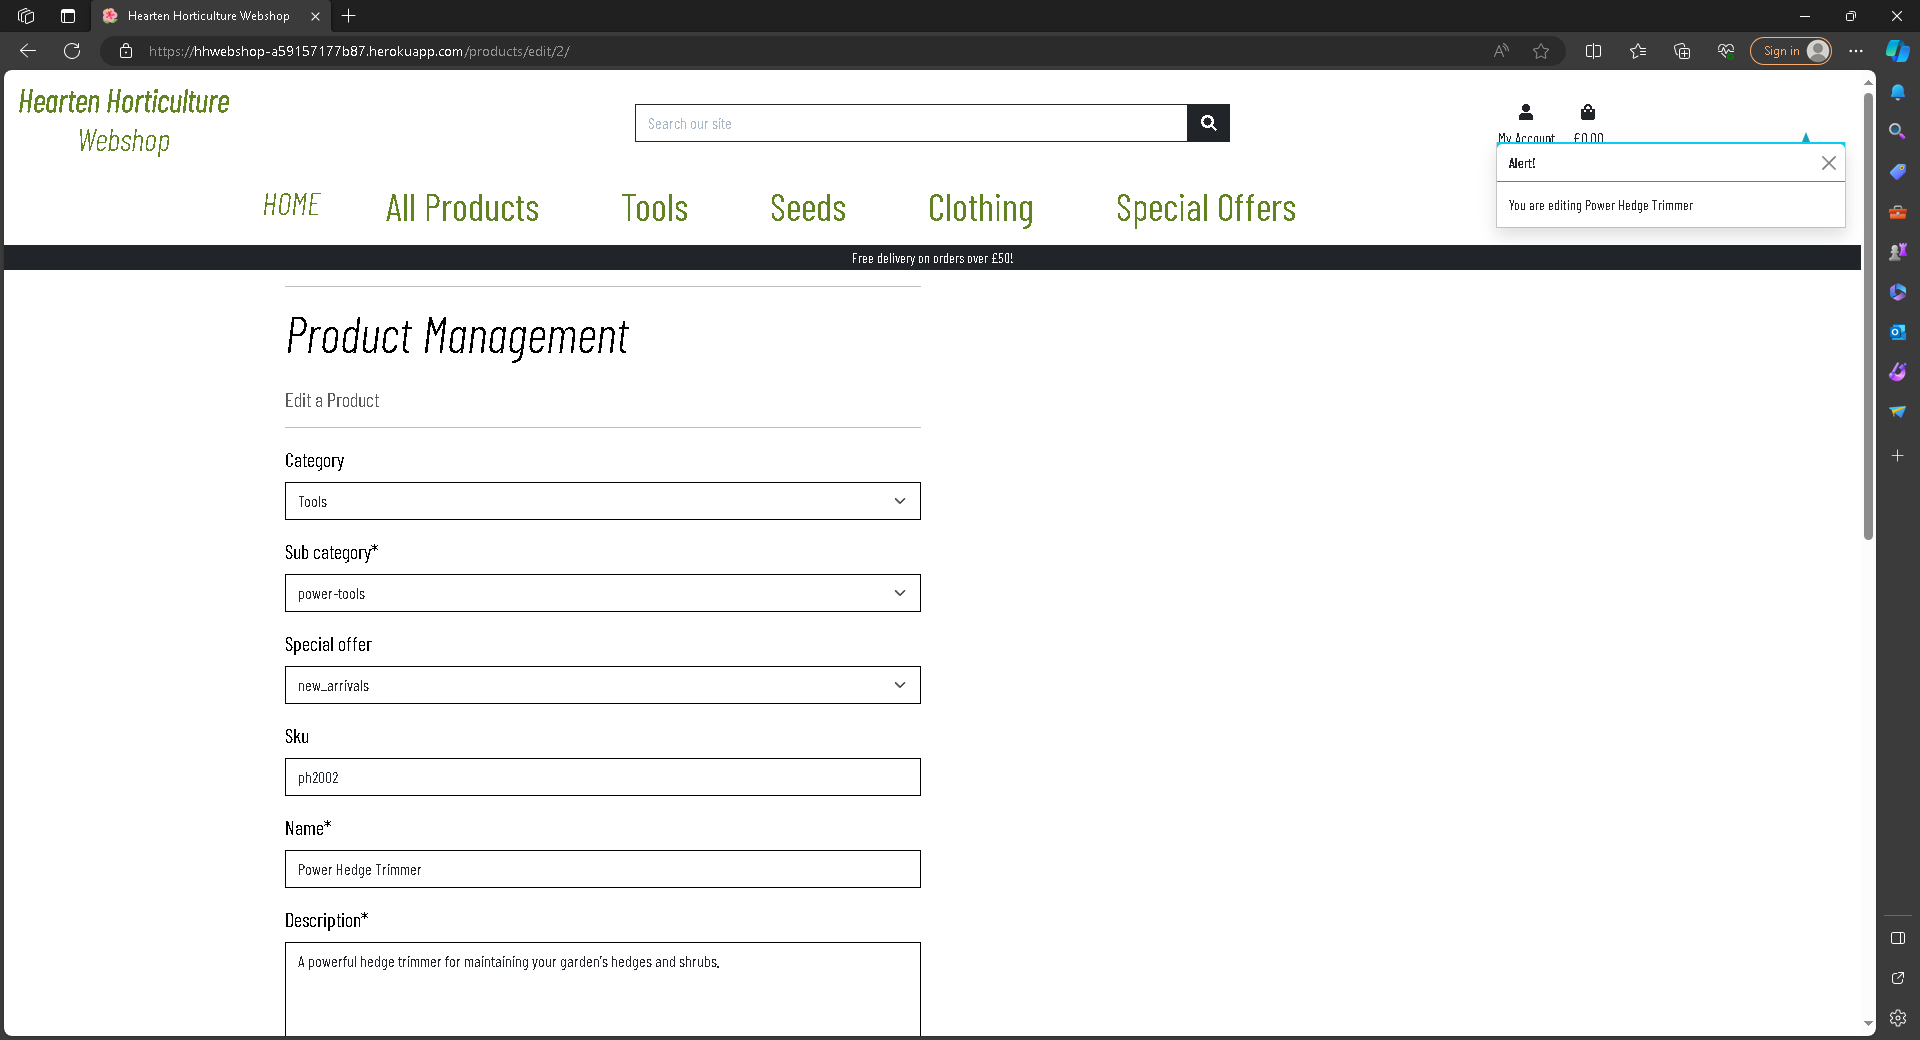 Hearten Horticulture Webshop
https://hhwebshop-a59157177b87.herokuapp.com/products/edit/2/
Sign in
Hearten Horticulture
Webshop
Search our site
My Account
£0.00
Alert!
You are editing Power Hedge Trimmer
HOME
All Products
Tools
Seeds
Clothing
Special Offers
Free delivery on orders over £50!
Product Management
Edit a Product
Category
Tools
Sub category*
power-tools
Special offer
new_arrivals
Sku
ph2002
Name*
Power Hedge Trimmer
Description*
A powerful hedge trimmer for maintaining your garden's hedges and shrubs.